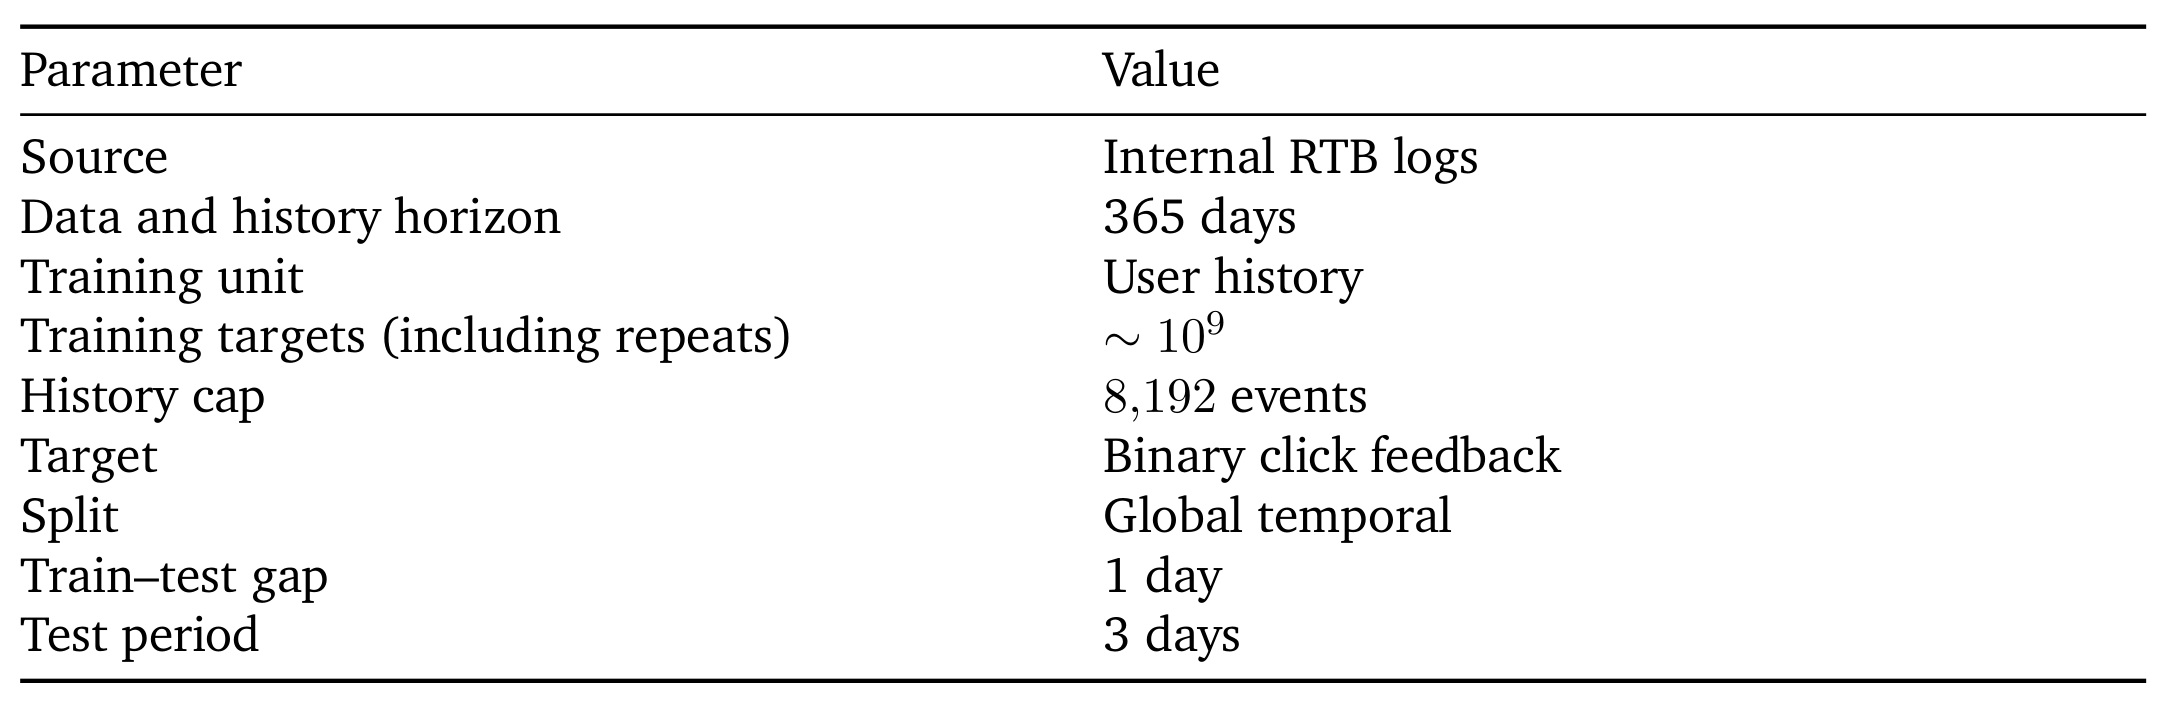 Parameter Value
Source Internal RTB logs
Data and history horizon 365 days
Training unit User history
Training targets (including repeats) ∼ 10⁹
History cap 8,192 events
Target Binary click feedback
Split Global temporal
Train–test gap 1 day
Test period 3 days